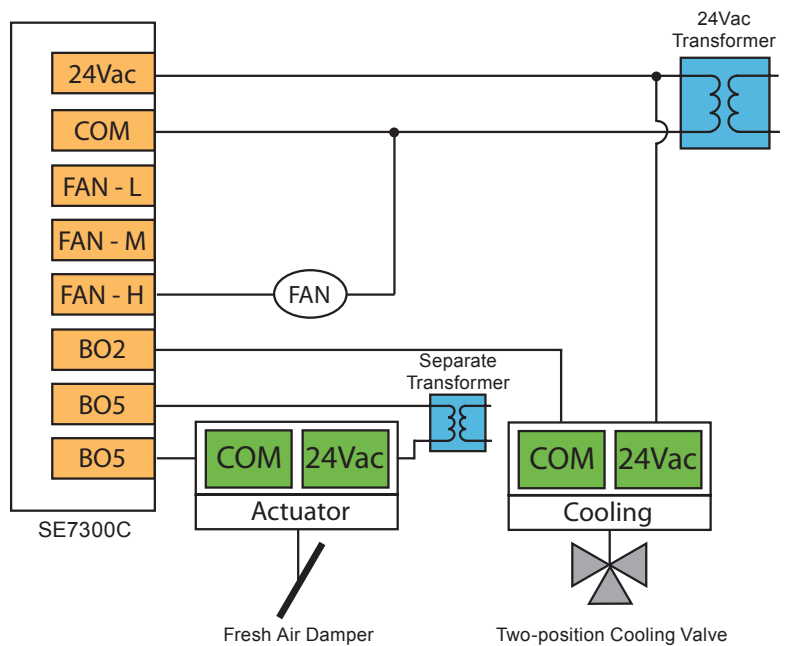 24Vac
Transformer
24Vac
COM
FAN - L
FAN - M
FAN - H
FAN
BO2
Separate
Transformer
BO5
BO5
COM
24Vac
COM
24Vac
Actuator
Cooling
SE7300C
Fresh Air Damper
Two-position Cooling Valve